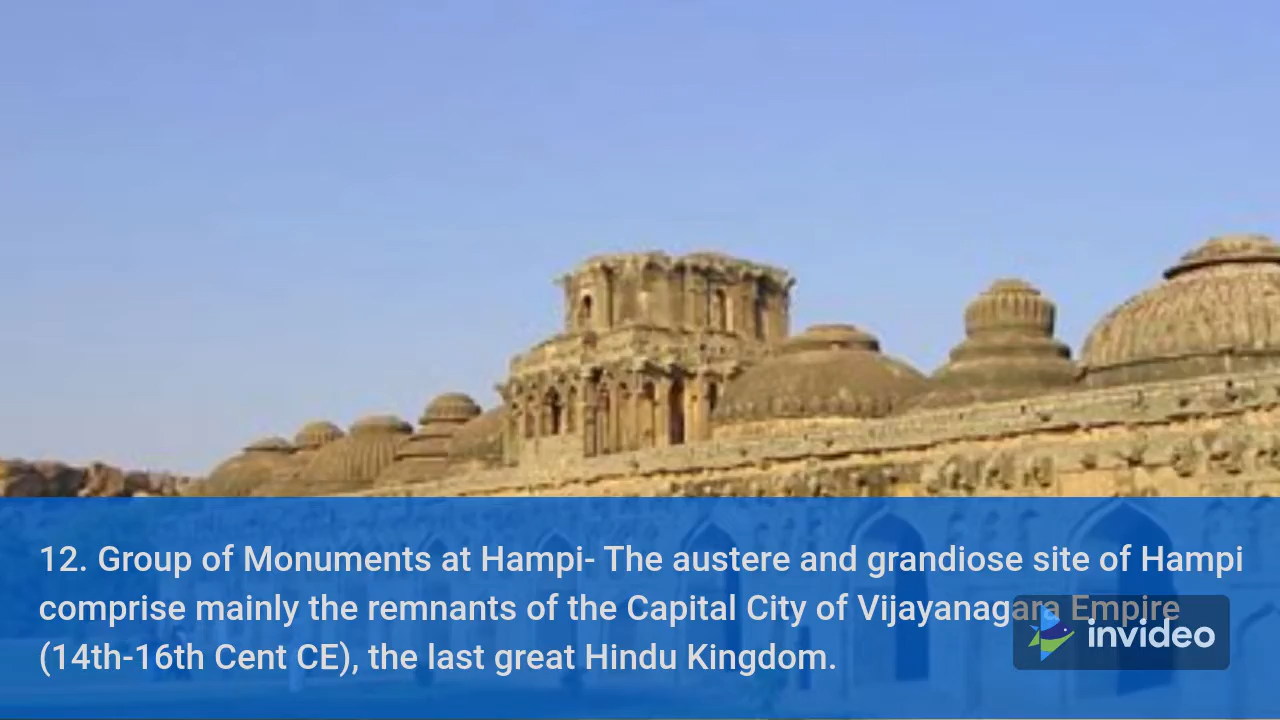 12. Group of Monuments at Hampi- The austere and grandiose site of Hampi
comprise mainly the remnants of the Capital City of Vijayanagara Empire
(14th-16th Cent CE), the last great Hindu Kingdom.
invideo